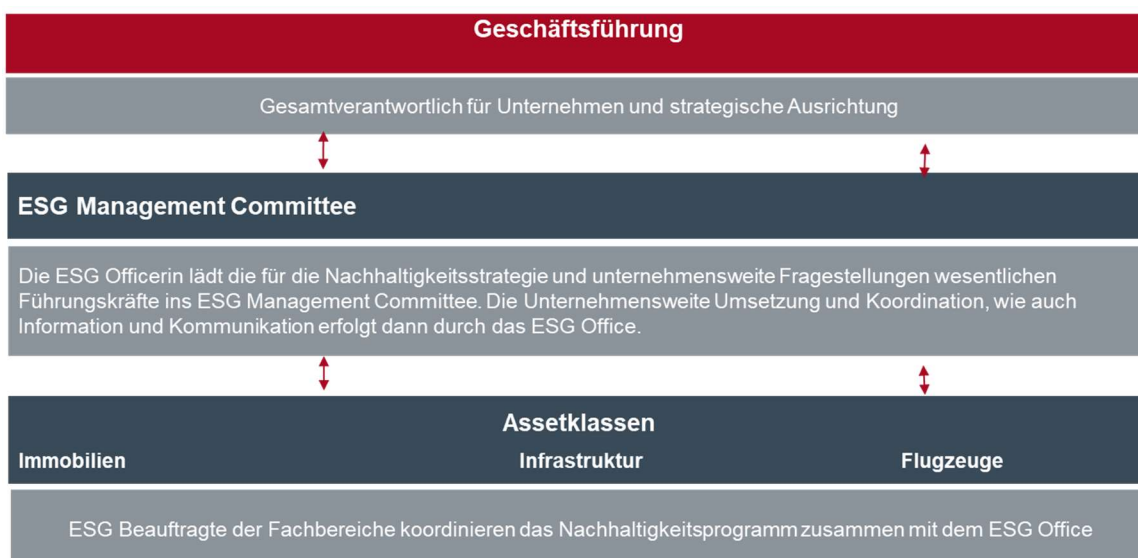 Geschäftsführung
Gesamtverantwortlich für Unternehmen und strategische Ausrichtung
ESG Management Committee
Die ESG Officerin lädt die für die Nachhaltigkeitsstrategie und unternehmensweite Fragestellungen wesentlichen
Führungskräfte ins ESG Management Committee. Die Unternehmensweite Umsetzung und Koordination, wie auch
Information und Kommunikation erfolgt dann durch das ESG Office.
Assetklassen
Immobilien Infrastruktur Flugzeuge
ESG Beauftragte der Fachbereiche koordinieren das Nachhaltigkeitsprogramm zusammen mit dem ESG Office